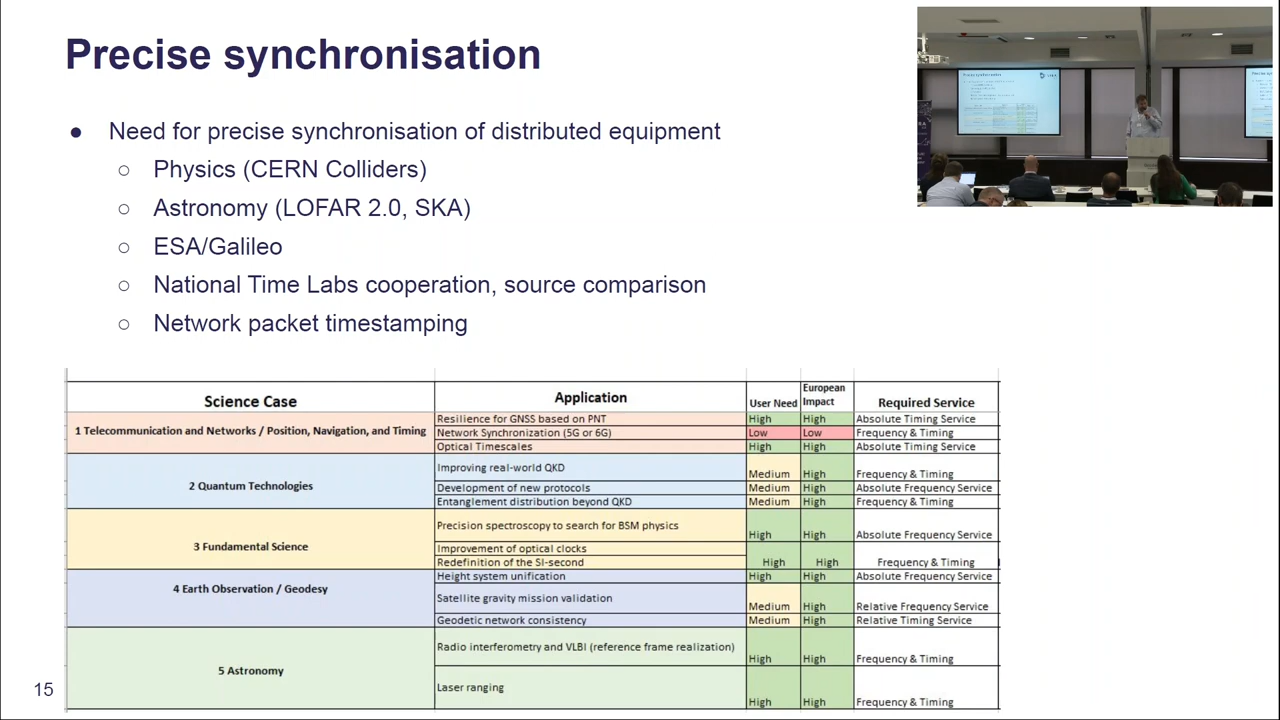 Precise synchronisation
● Need for precise synchronisation of distributed equipment
○ Physics (CERN Colliders)
○ Astronomy (LOFAR 2.0, SKA)
○ ESA/Galileo
○ National Time Labs cooperation, source comparison
○ Network packet timestamping
Science Case Application User Need European Impact Required Service
1 Telecommunication and Networks / Position, Navigation, and Timing
Resilience for GNSS based on PNT High High Absolute Timing Service
Network Synchronization (5G or 6G) Low Low Frequency & Timing
Optical Timescales High High Absolute Timing Service
2 Quantum Technologies
Improving real-world QKD Medium High Frequency & Timing
Development of new protocols Medium High Absolute Frequency Service
Entanglement distribution beyond QKD Medium High Frequency & Timing
3 Fundamental Science
Precision spectroscopy to search for BSM physics High High Absolute Frequency Service
Improvement of optical clocks
Redefinition of the SI-second High High Frequency & Timing
4 Earth Observation / Geodesy
Height system unification High High Absolute Frequency Service
Satellite gravity mission validation Medium High Relative Frequency Service
Geodetic network consistency Medium High Relative Timing Service
5 Astronomy
Radio interferometry and VLBI (reference frame realization) High High Frequency & Timing
Laser ranging High High Frequency & Timing
15